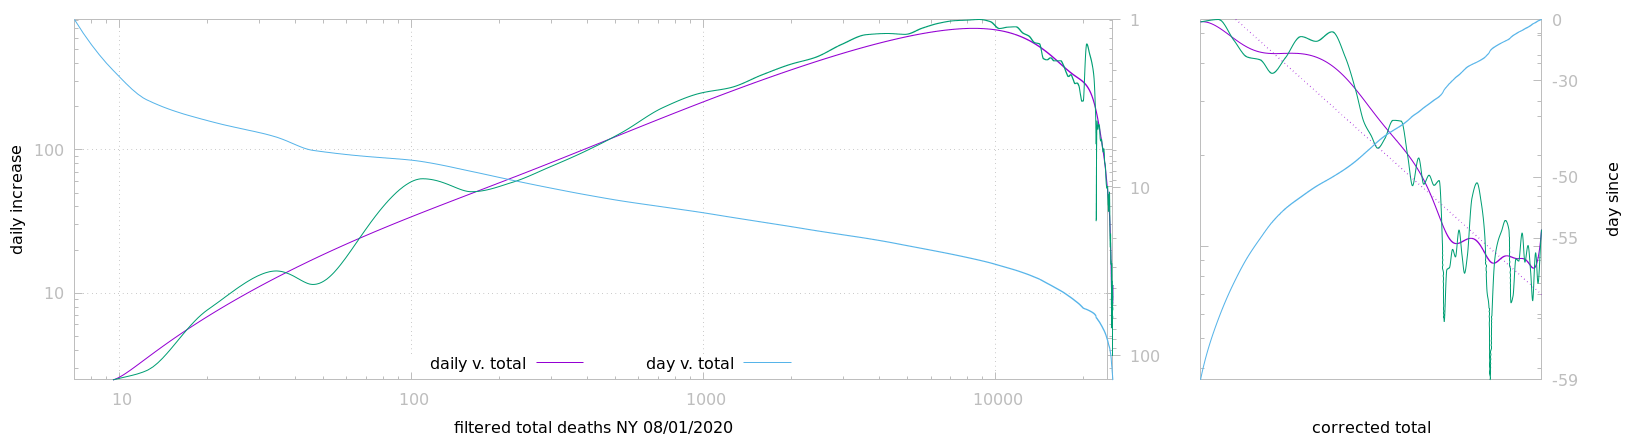 daily increase
100
10
10
100
1000
10000
1
10
100
daily v. total
day v. total
filtered total deaths NY 08/01/2020
0
-30
-50
-55
-59
day since
corrected total